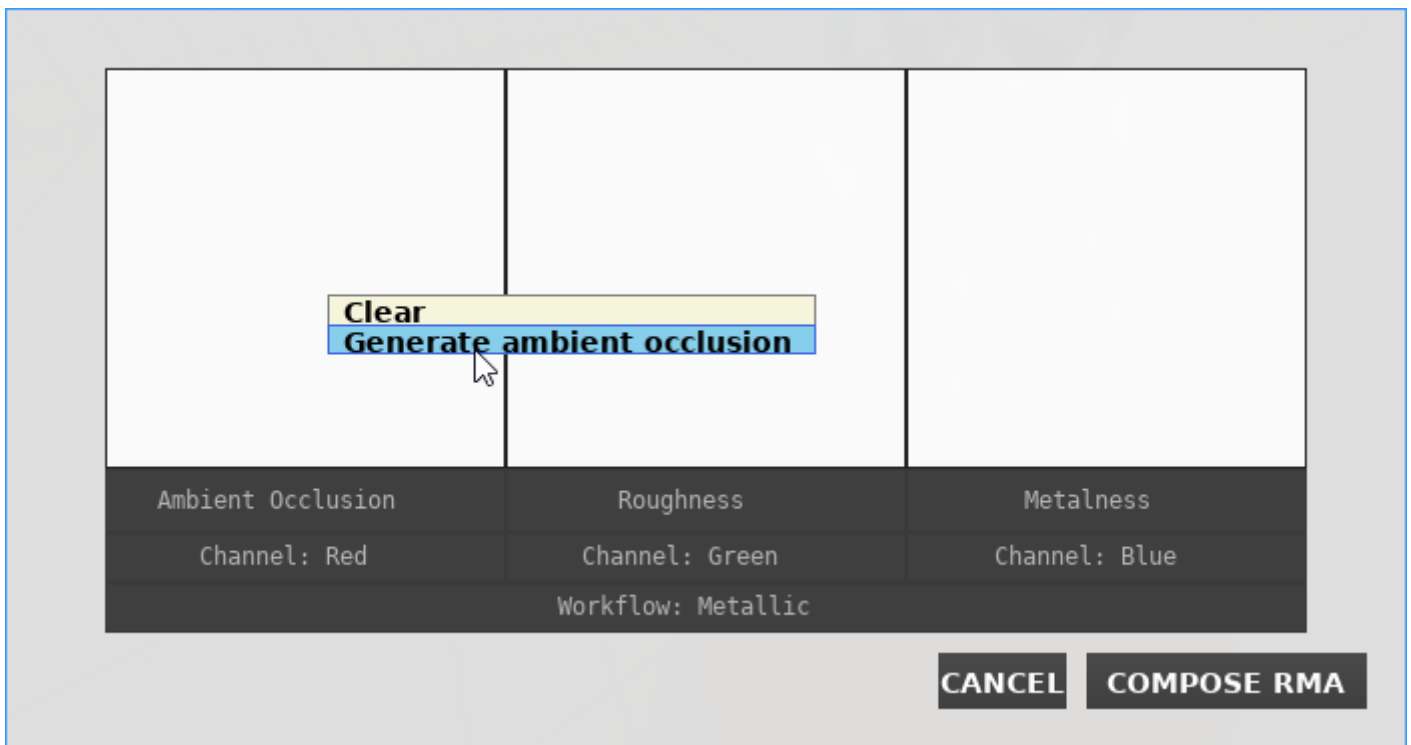 Clear
Generate ambient occlusion
Ambient Occlusion
Roughness
Metalness
Channel: Red
Channel: Green
Channel: Blue
Workflow: Metallic
CANCEL
COMPOSE RMA